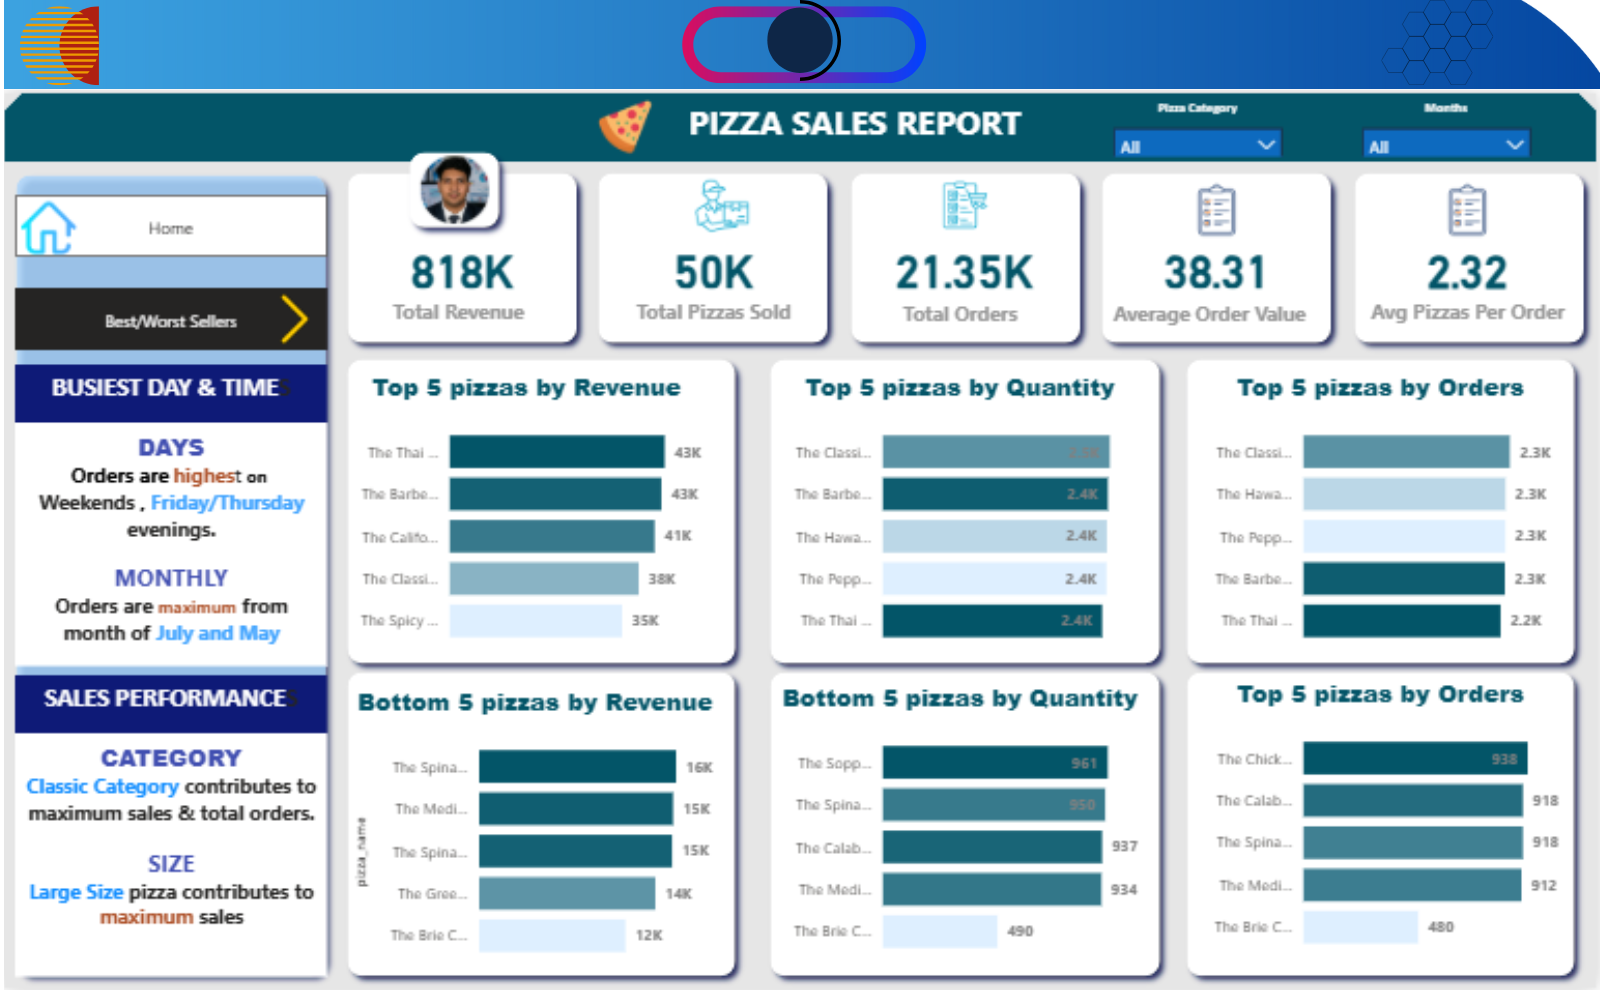 PIZZA SALES REPORT
Pizza Category
All
Months
All
Home
Best/Worst Sellers
BUSIEST DAY & TIMES
DAYS
Orders are highest on
Weekends , Friday/Thursday
evenings.
MONTHLY
Orders are maximum from
month of July and May
SALES PERFORMANCES
CATEGORY
Classic Category contributes to
maximum sales & total orders.
SIZE
Large Size pizza contributes to
maximum sales
818K
Total Revenue
50K
Total Pizzas Sold
21.35K
Total Orders
38.31
Average Order Value
2.32
Avg Pizzas Per Order
Top 5 pizzas by Revenue
The Thai ... 43K
The Barbe... 43K
The Califo... 41K
The Classi... 38K
The Spicy ... 35K
Top 5 pizzas by Quantity
The Classi...
The Barbe... 2.4K
The Hawa... 2.4K
The Pepp... 2.4K
The Thai ... 2.4K
Top 5 pizzas by Orders
The Classi... 2.3K
The Hawa... 2.3K
The Pepp... 2.3K
The Barbe... 2.3K
The Thai ... 2.2K
Bottom 5 pizzas by Revenue
pizza_name
The Spina... 16K
The Medi... 15K
The Spina... 15K
The Gree... 14K
The Brie C... 12K
Bottom 5 pizzas by Quantity
The Sopp... 961
The Spina... 950
The Calab... 937
The Medi... 934
The Brie C... 490
Top 5 pizzas by Orders
The Chick... 938
The Calab... 918
The Spina... 918
The Medi... 912
The Brie C... 480